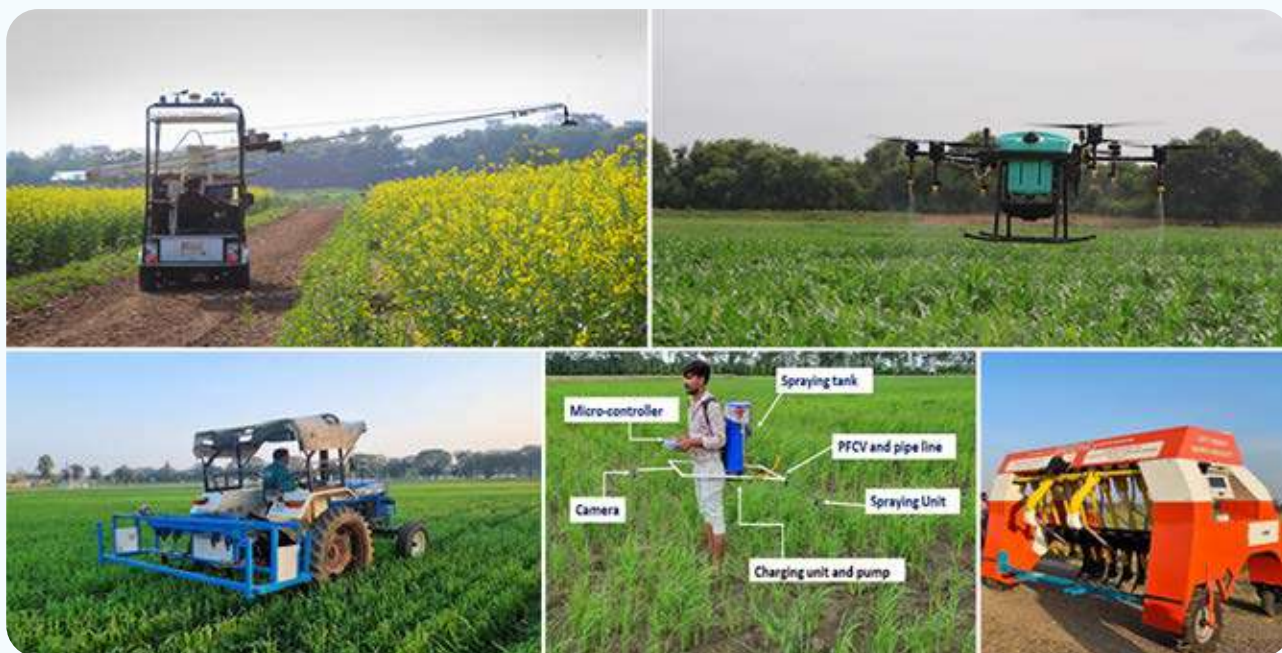 Spraying tank
Micro-controller
PFCV and pipe line
Camera
Spraying Unit
Charging unit and pump